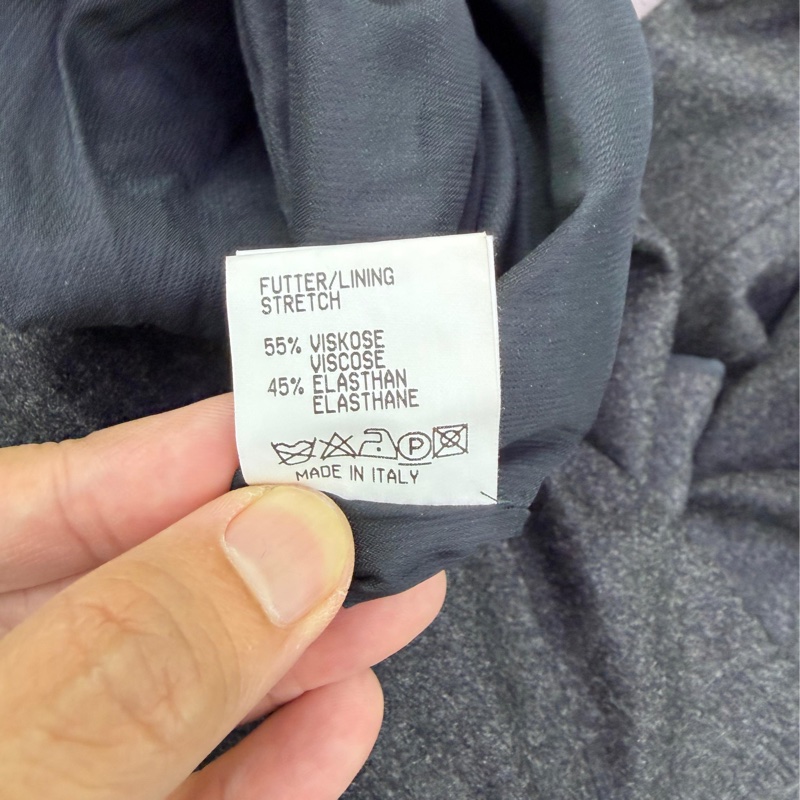 FUTTER/LINING
STRETCH
55% VISKOSE
VISCOSE
45% ELASTHAN
ELASTHANE
P
MADE IN ITALY